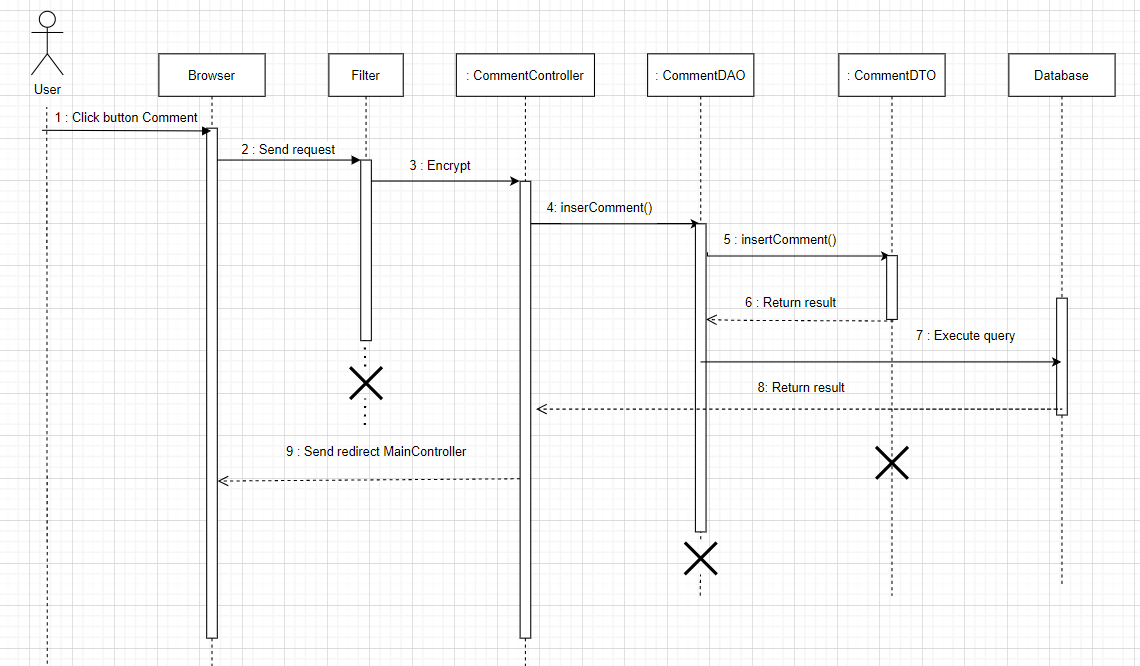 User
Browser
Filter
: CommentController
: CommentDAO
: CommentDTO
Database
1 : Click button Comment
2 : Send request
3 : Encrypt
4: inserComment()
5 : insertComment()
6 : Return result
7 : Execute query
8: Return result
9 : Send redirect MainController